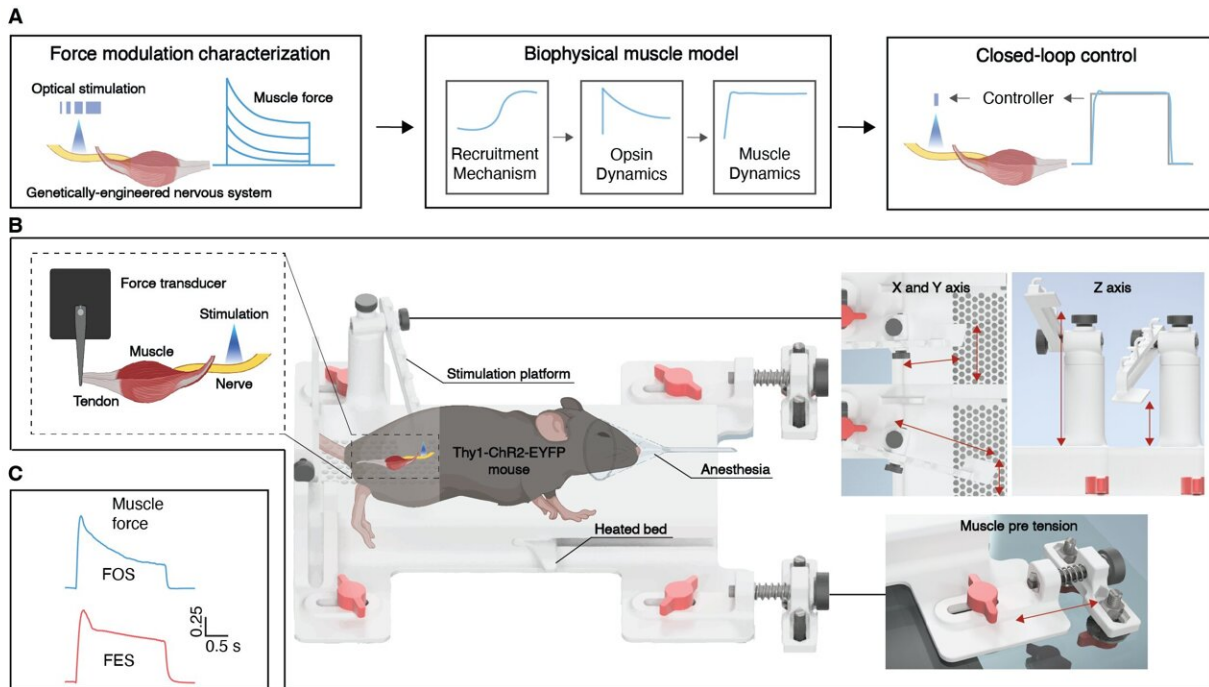 A
Force modulation characterization
Optical stimulation
Muscle force
Genetically-engineered nervous system
Biophysical muscle model
Recruitment
Mechanism
Opsin
Dynamics
Muscle
Dynamics
Closed-loop control
Controller
B
Force transducer
Stimulation
Muscle
Nerve
Tendon
Stimulation platform
Thy1-ChR2-EYFP
mouse
Anesthesia
Heated bed
X and Y axis
Z axis
Muscle pre tension
C
Muscle
force
FOS
FES
0.25
0.5 s